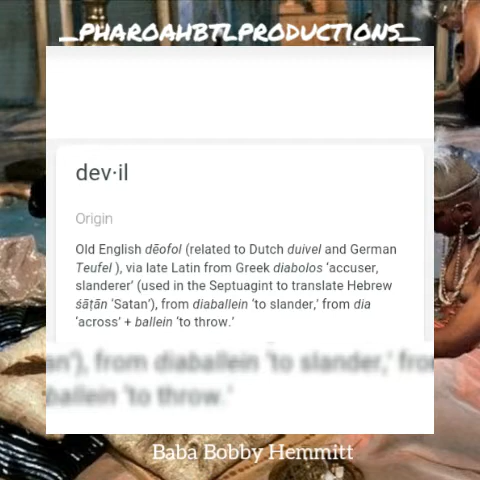 _PHAROAHBTLPRODUCTIONS_
dev·il
Origin
Old English dēofol (related to Dutch duivel and German
Teufel ), via late Latin from Greek diabolos ‘accuser,
slanderer’ (used in the Septuagint to translate Hebrew
śāṭān ‘Satan’), from diaballein ‘to slander,’ from dia
‘across’ + ballein ‘to throw.’
an’), from diaballein ‘to slander,’ fro
ballein ‘to throw.’
Baba Bobby Hemmitt